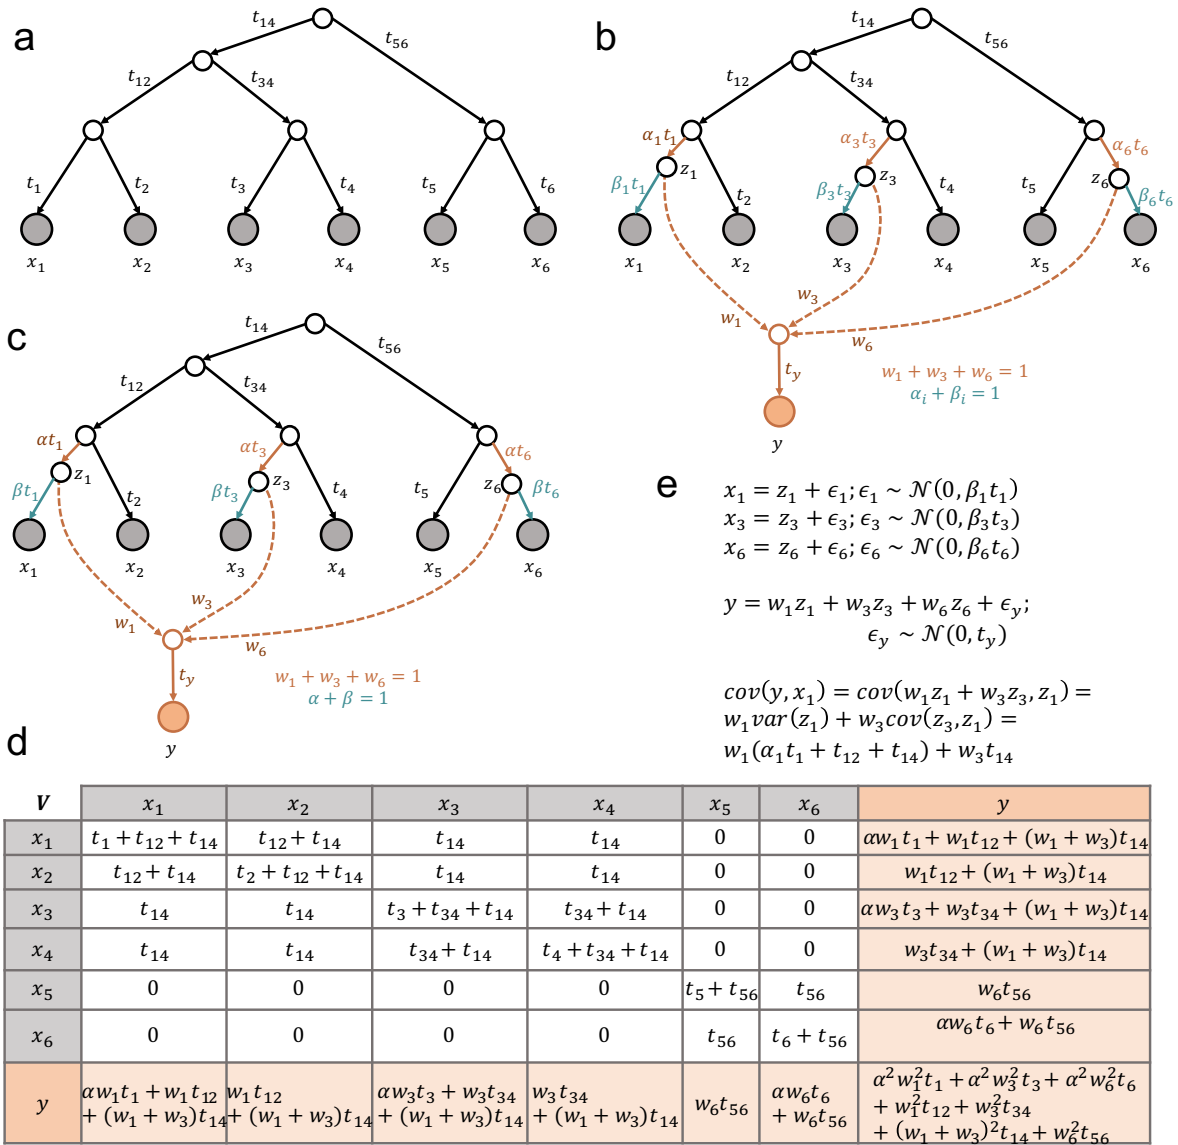 a
t₁₄
t₅₆
t₁₂
t₃₄
t₁
t₂
t₃
t₄
t₅
t₆
x₁
x₂
x₃
x₄
x₅
x₆
b
t₁₄
t₅₆
t₁₂
t₃₄
α₁t₁
α₃t₃
α₆t₆
z₁
z₃
z₆
β₁t₁
t₂
β₃t₃
t₄
t₅
β₆t₆
x₁
x₂
x₃
x₄
x₅
x₆
w₁
w₃
w₆
t_y
w₁ + w₃ + w₆ = 1
αᵢ + βᵢ = 1
y
c
t₁₄
t₅₆
t₁₂
t₃₄
αt₁
αt₃
αt₆
z₁
z₃
z₆
βt₁
t₂
βt₃
t₄
t₅
βt₆
x₁
x₂
x₃
x₄
x₅
x₆
w₁
w₃
w₆
t_y
w₁ + w₃ + w₆ = 1
α + β = 1
y
e
x₁ = z₁ + ϵ₁; ϵ₁ ~ 𝒩(0, β₁t₁)
x₃ = z₃ + ϵ₃; ϵ₃ ~ 𝒩(0, β₃t₃)
x₆ = z₆ + ϵ₆; ϵ₆ ~ 𝒩(0, β₆t₆)
y = w₁z₁ + w₃z₃ + w₆z₆ + ϵ_y;
ϵ_y ~ 𝒩(0, t_y)
cov(y, x₁) = cov(w₁z₁ + w₃z₃, z₁) =
w₁var(z₁) + w₃cov(z₃, z₁) =
w₁(α₁t₁ + t₁₂ + t₁₄) + w₃t₁₄
d
V x₁ x₂ x₃ x₄ x₅ x₆ y
x₁ t₁ + t₁₂ + t₁₄ t₁₂ + t₁₄ t₁₄ t₁₄ 0 0 αw₁t₁ + w₁t₁₂ + (w₁ + w₃)t₁₄
x₂ t₁₂ + t₁₄ t₂ + t₁₂ + t₁₄ t₁₄ t₁₄ 0 0 w₁t₁₂ + (w₁ + w₃)t₁₄
x₃ t₁₄ t₁₄ t₃ + t₃₄ + t₁₄ t₃₄ + t₁₄ 0 0 αw₃t₃ + w₃t₃₄ + (w₁ + w₃)t₁₄
x₄ t₁₄ t₁₄ t₃₄ + t₁₄ t₄ + t₃₄ + t₁₄ 0 0 w₃t₃₄ + (w₁ + w₃)t₁₄
x₅ 0 0 0 0 t₅ + t₅₆ t₅₆ w₆t₅₆
x₆ 0 0 0 0 t₅₆ t₆ + t₅₆ αw₆t₆ + w₆t₅₆
y
αw₁t₁ + w₁t₁₂
+ (w₁ + w₃)t₁₄
w₁t₁₂
+ (w₁ + w₃)t₁₄
αw₃t₃ + w₃t₃₄
+ (w₁ + w₃)t₁₄
w₃t₃₄
+ (w₁ + w₃)t₁₄
w₆t₅₆
αw₆t₆
+ w₆t₅₆
α²w₁²t₁ + α²w₃²t₃ + α²w₆²t₆
+ w₁²t₁₂ + w₃²t₃₄
+ (w₁ + w₃)²t₁₄ + w₆²t₅₆